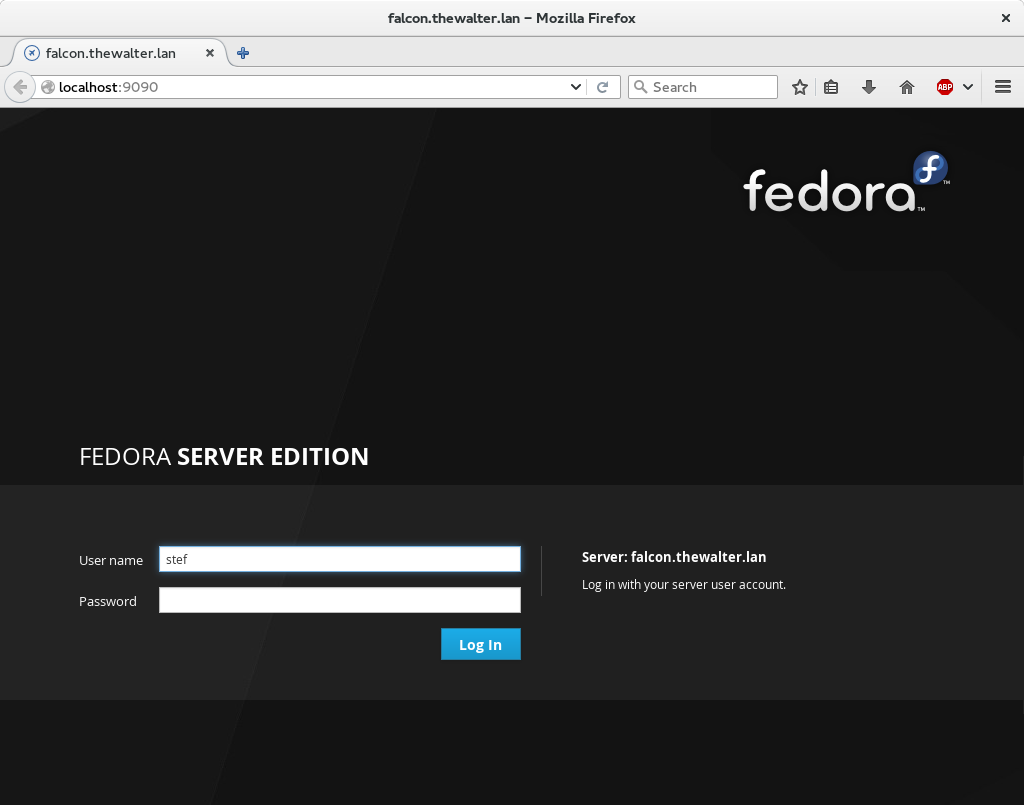 falcon.thewalter.lan – Mozilla Firefox
falcon.thewalter.lan
localhost:9090
Search
ABP
fedora™
f™
FEDORA SERVER EDITION
User name
stef
Server: falcon.thewalter.lan
Log in with your server user account.
Password
Log In